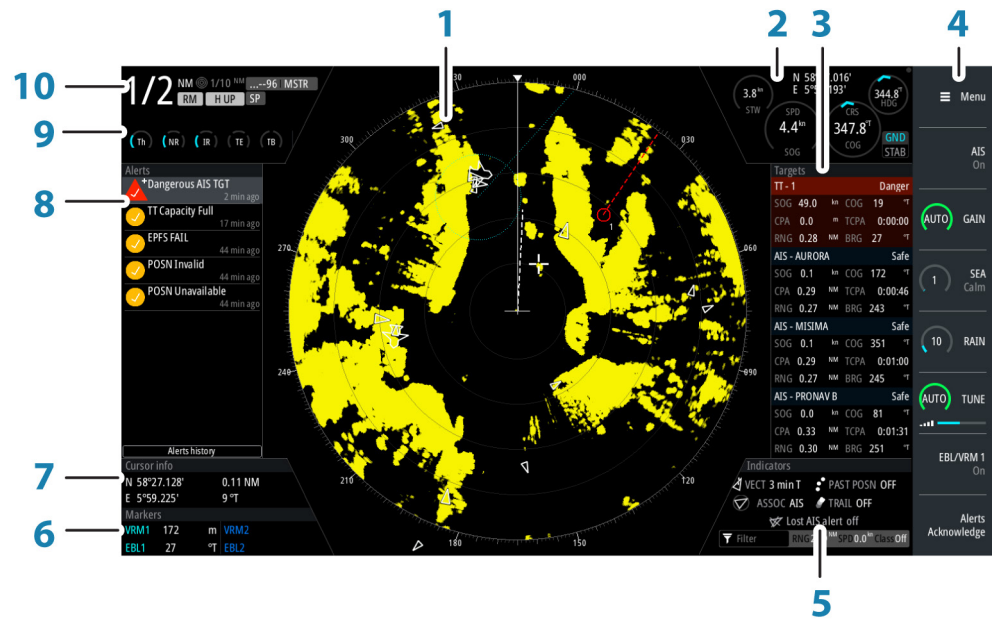 1
2
3
4
10
1/2 NM 1/10 NM ...--96 MSTR
RM H UP SP
9
Th NR IR TE TB
Alerts
8
Dangerous AIS TGT
2 min ago
TT Capacity Full
17 min ago
EPFS FAIL
44 min ago
POSN Invalid
44 min ago
POSN Unavailable
44 min ago
Alerts history
7
Cursor info
N 58°27.128' 0.11 NM
E 5°59.225' 9 °T
6
Markers
VRM1 172 m VRM2
EBL1 27 °T EBL2
000
030
060
090
120
150
180
210
240
270
300
1
3.8 kn
STW
SPD
4.4 kn
SOG
CRS
347.8 °T
COG
344.8 °T
HDG
GND
STAB
Targets
TT - 1 Danger
SOG 49.0 kn COG 19 °T
CPA 0.0 m TCPA 0:00:00
RNG 0.28 NM BRG 27 °T
AIS - AURORA Safe
SOG 0.1 kn COG 172 °T
CPA 0.29 NM TCPA 0:00:46
RNG 0.27 NM BRG 243 °T
AIS - MISIMA Safe
SOG 0.1 kn COG 351 °T
CPA 0.29 NM TCPA 0:01:00
RNG 0.27 NM BRG 245 °T
AIS - PRONAV B Safe
SOG 0.0 kn COG 81 °T
CPA 0.33 NM TCPA 0:01:31
RNG 0.30 NM BRG 251 °T
Indicators
VECT 3 min T PAST POSN OFF
ASSOC AIS TRAIL OFF
Lost AIS alert off
Filter RNG NM SPD 0.0 kn Class Off
5
Menu
AIS
On
AUTO GAIN
1 SEA
Calm
10 RAIN
AUTO TUNE
EBL/VRM 1
On
Alerts
Acknowledge